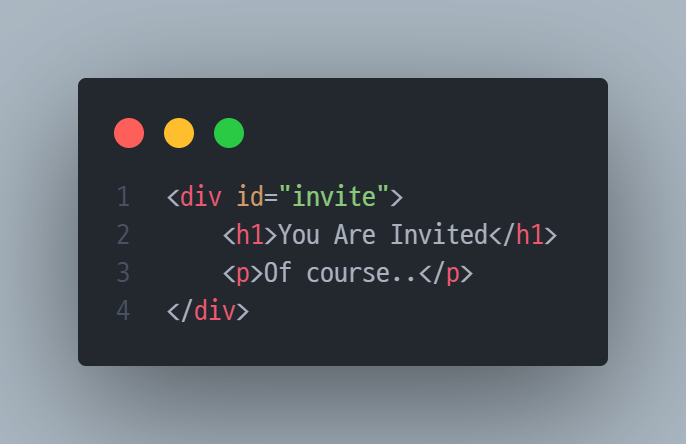 1 <div id="invite">
2     <h1>You Are Invited</h1>
3     <p>Of course..</p>
4 </div>